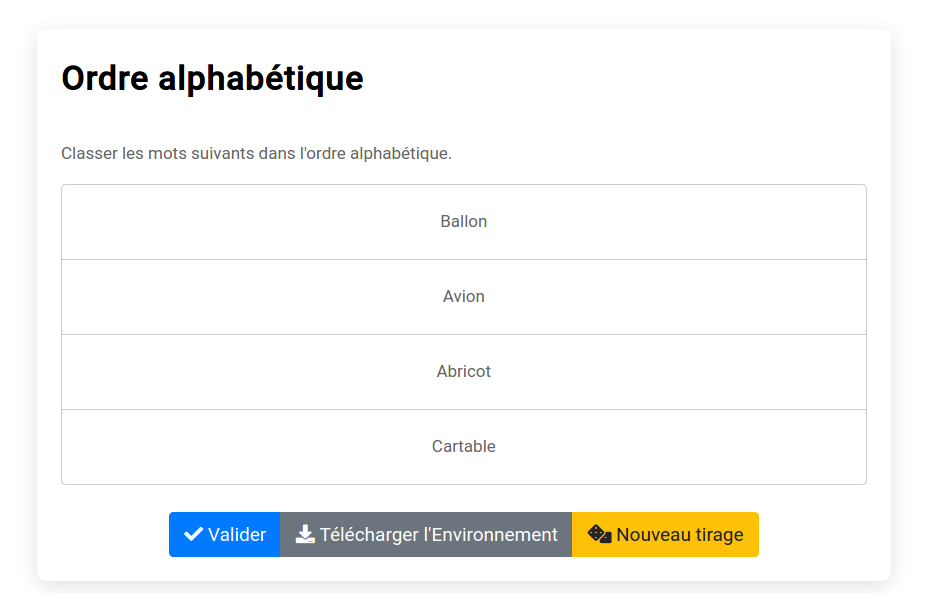 Ordre alphabétique
Classer les mots suivants dans l'ordre alphabétique.
Ballon
Avion
Abricot
Cartable
Valider Télécharger l'Environnement Nouveau tirage